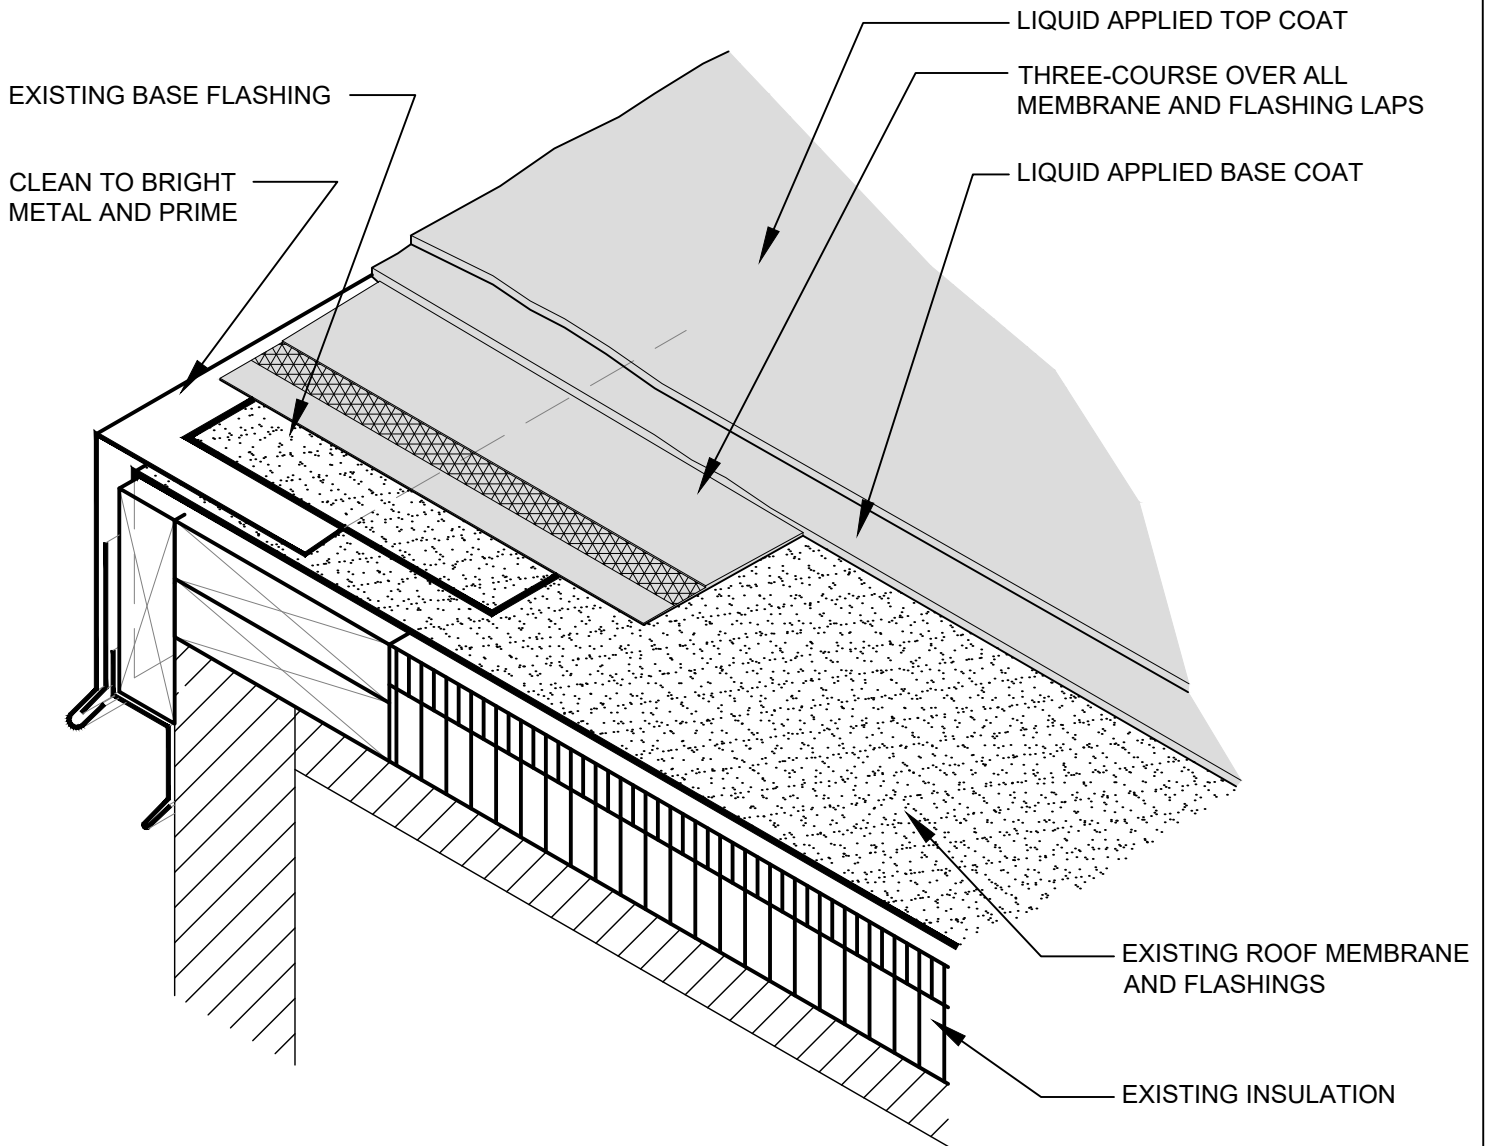 LIQUID APPLIED TOP COAT
THREE-COURSE OVER ALL
MEMBRANE AND FLASHING LAPS
EXISTING BASE FLASHING
LIQUID APPLIED BASE COAT
CLEAN TO BRIGHT
METAL AND PRIME
EXISTING ROOF MEMBRANE
AND FLASHINGS
EXISTING INSULATION